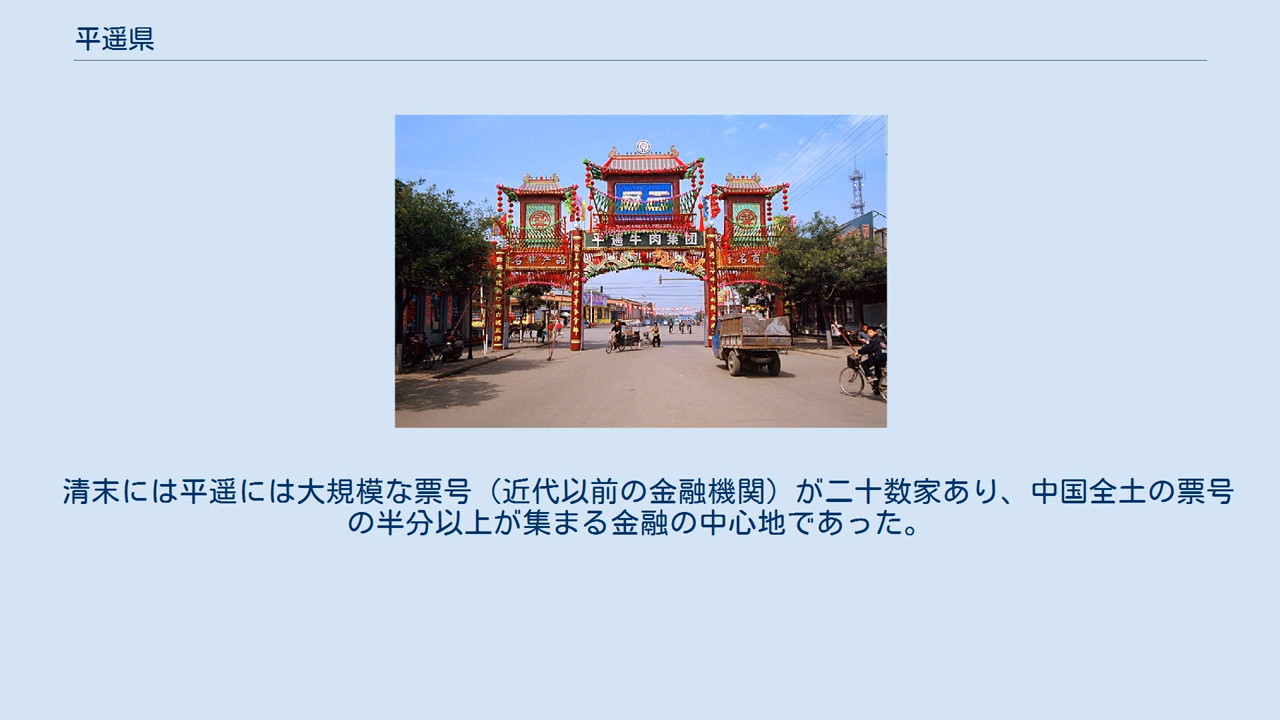 平遥県
平遥牛肉集团
清末には平遥には大規模な票号（近代以前の金融機関）が二十数家あり、中国全土の票号
の半分以上が集まる金融の中心地であった。